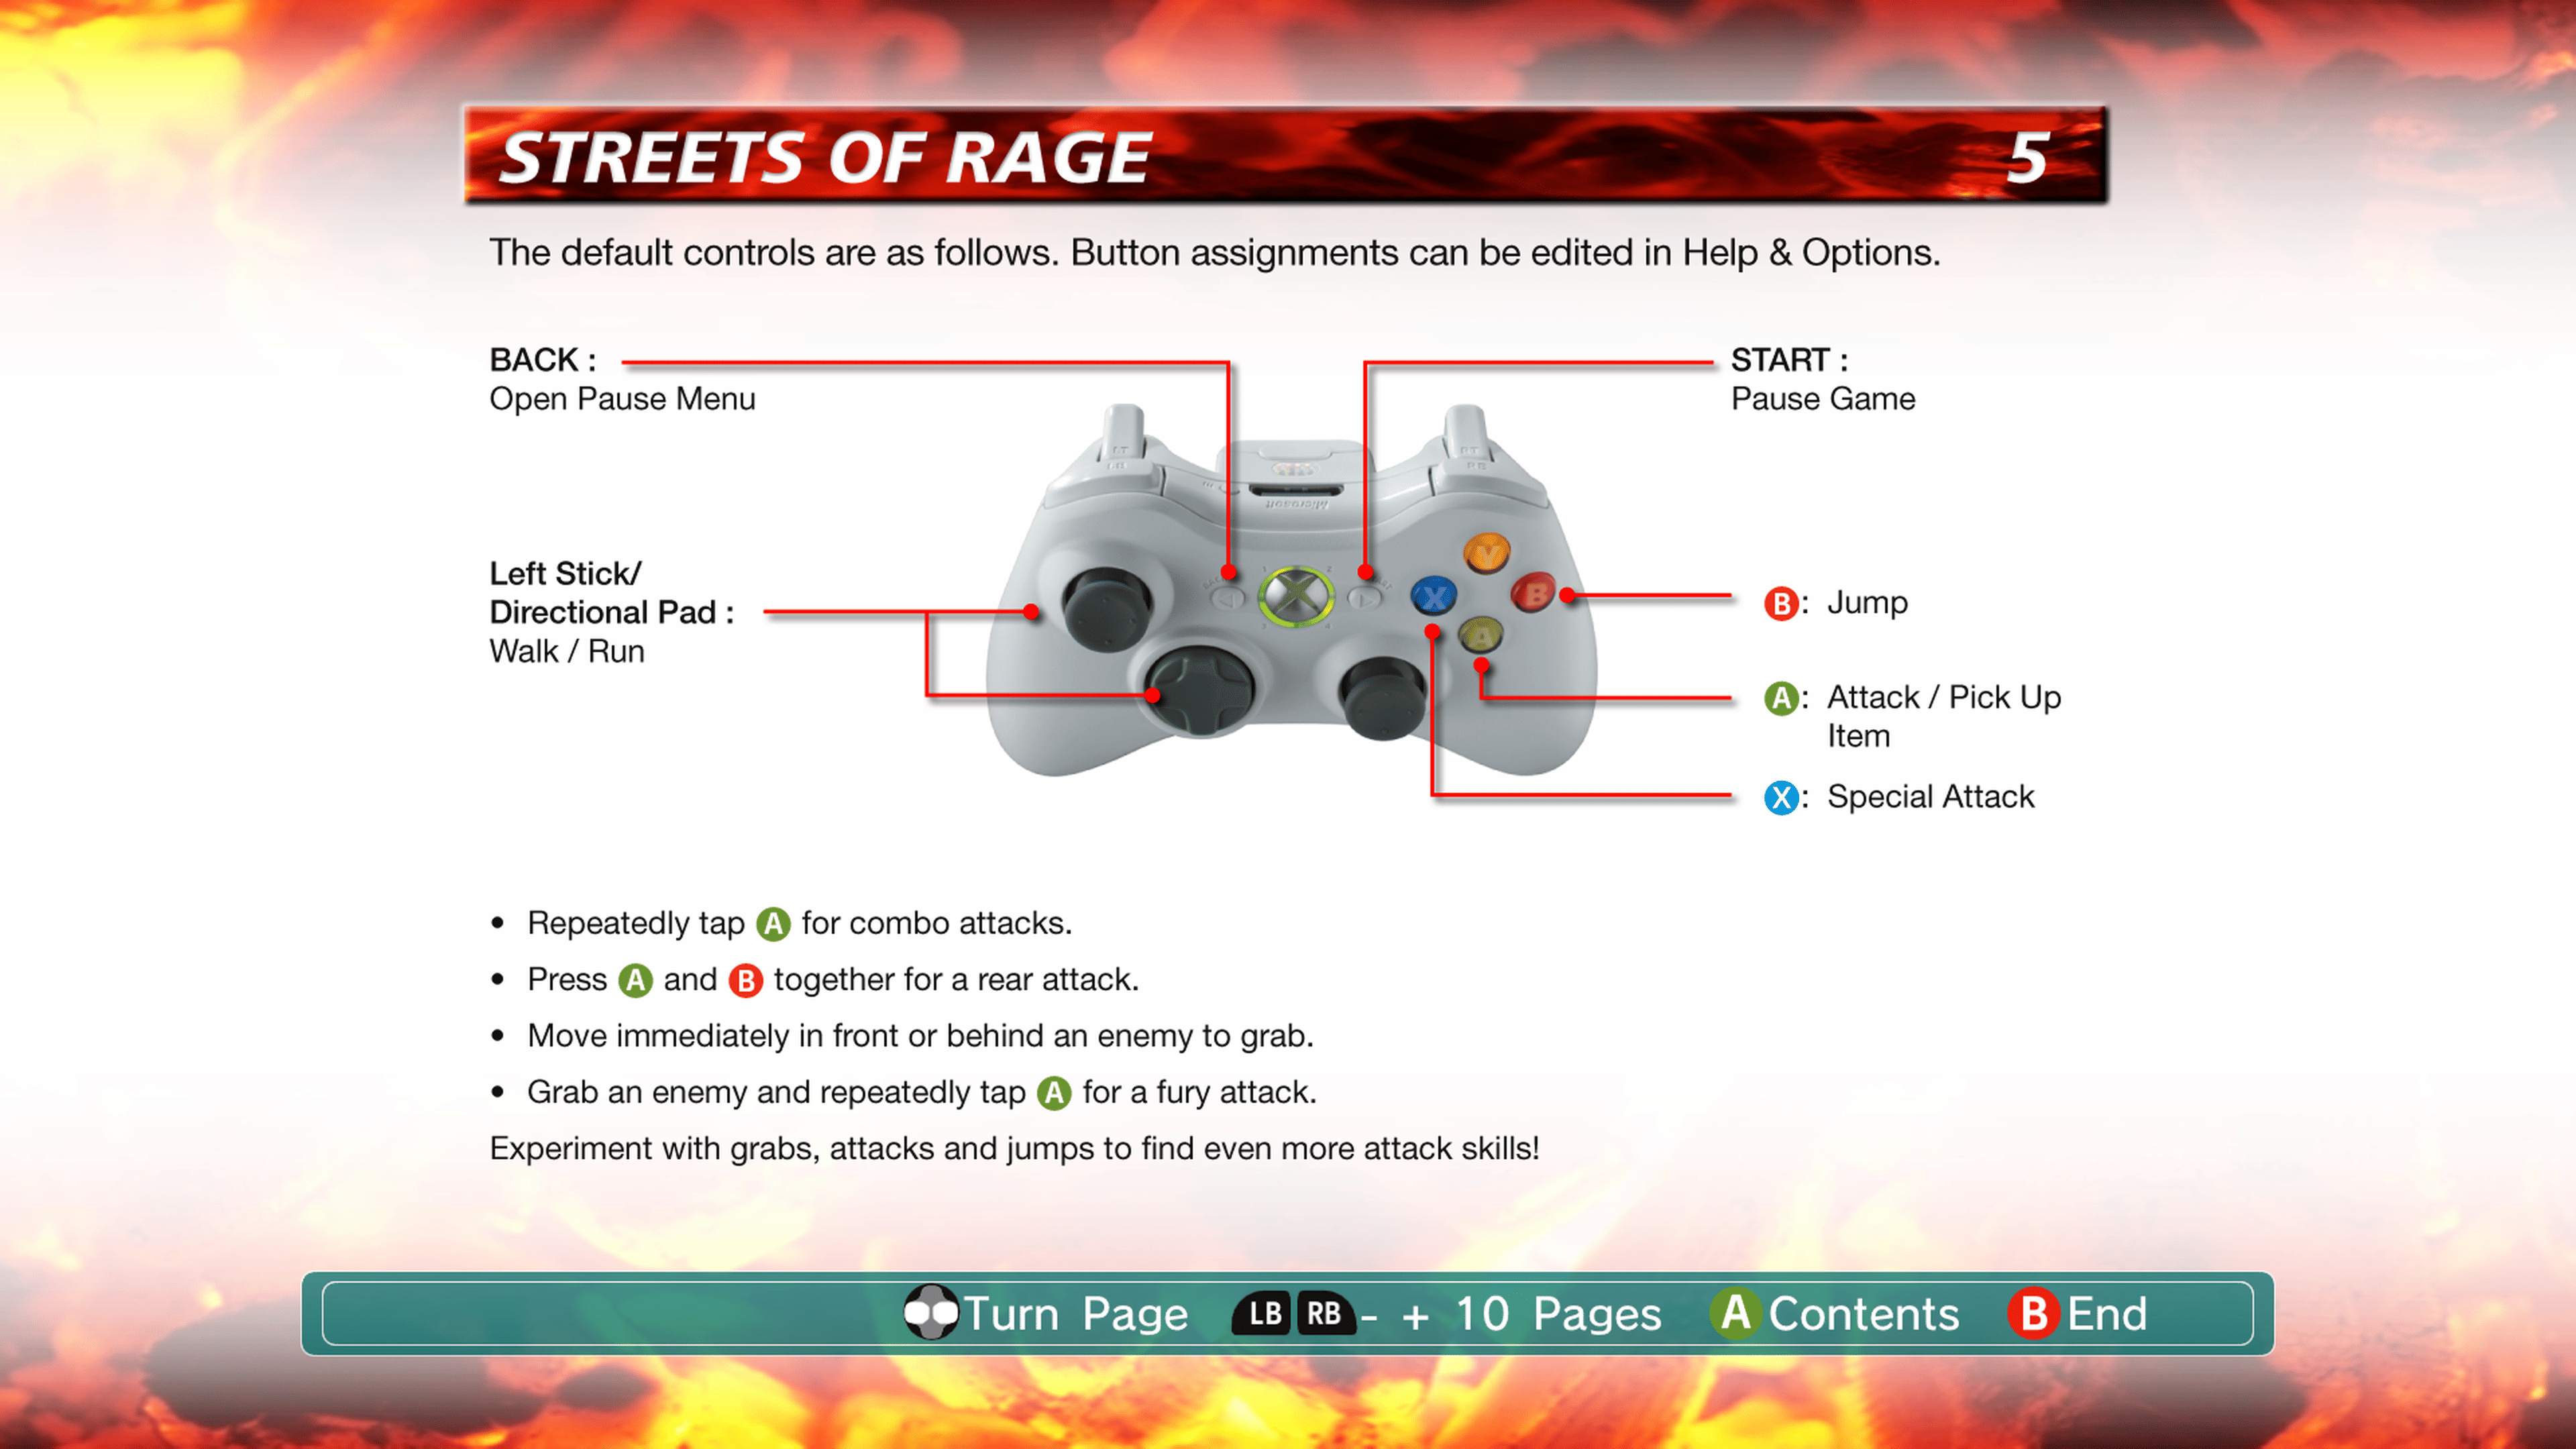 STREETS OF RAGE 5
The default controls are as follows. Button assignments can be edited in Help & Options.
BACK :
Open Pause Menu
START :
Pause Game
LT
LB
RT
Microsoft
Y
X
B
A
Left Stick/
Directional Pad :
Walk / Run
B: Jump
A: Attack / Pick Up
Item
X: Special Attack
• Repeatedly tap A for combo attacks.
• Press A and B together for a rear attack.
• Move immediately in front or behind an enemy to grab.
• Grab an enemy and repeatedly tap A for a fury attack.
Experiment with grabs, attacks and jumps to find even more attack skills!
Turn Page LB RB - + 10 Pages A Contents B End